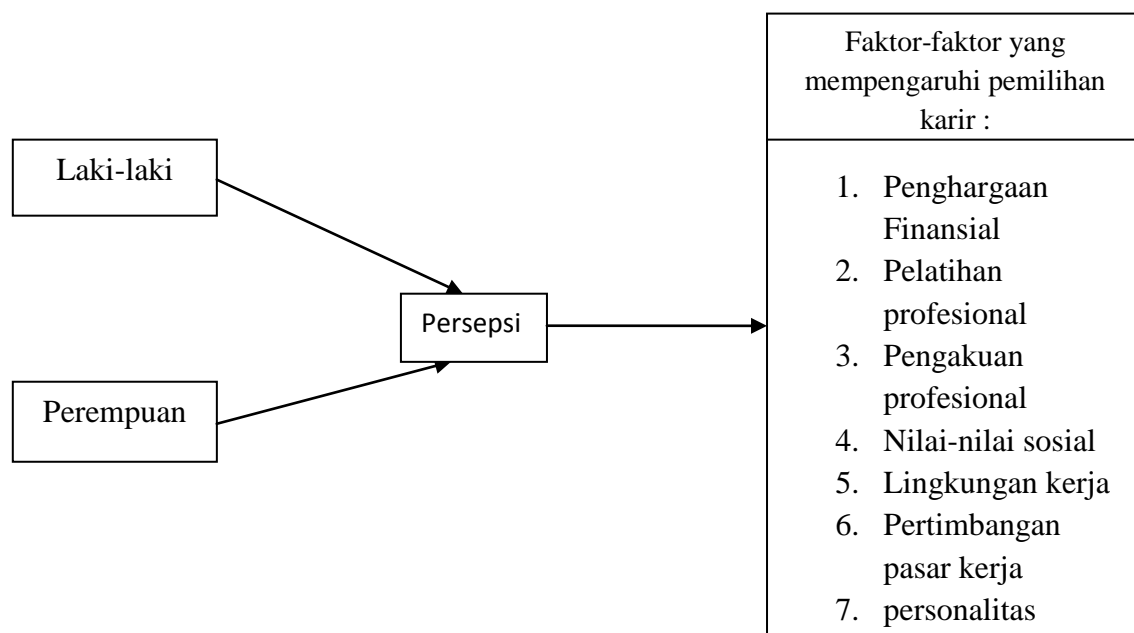 Faktor-faktor yang
mempengaruhi pemilihan
karir :
Laki-laki
Persepsi
Perempuan
1. Penghargaan
Finansial
2. Pelatihan
profesional
3. Pengakuan
profesional
4. Nilai-nilai sosial
5. Lingkungan kerja
6. Pertimbangan
pasar kerja
7. personalitas